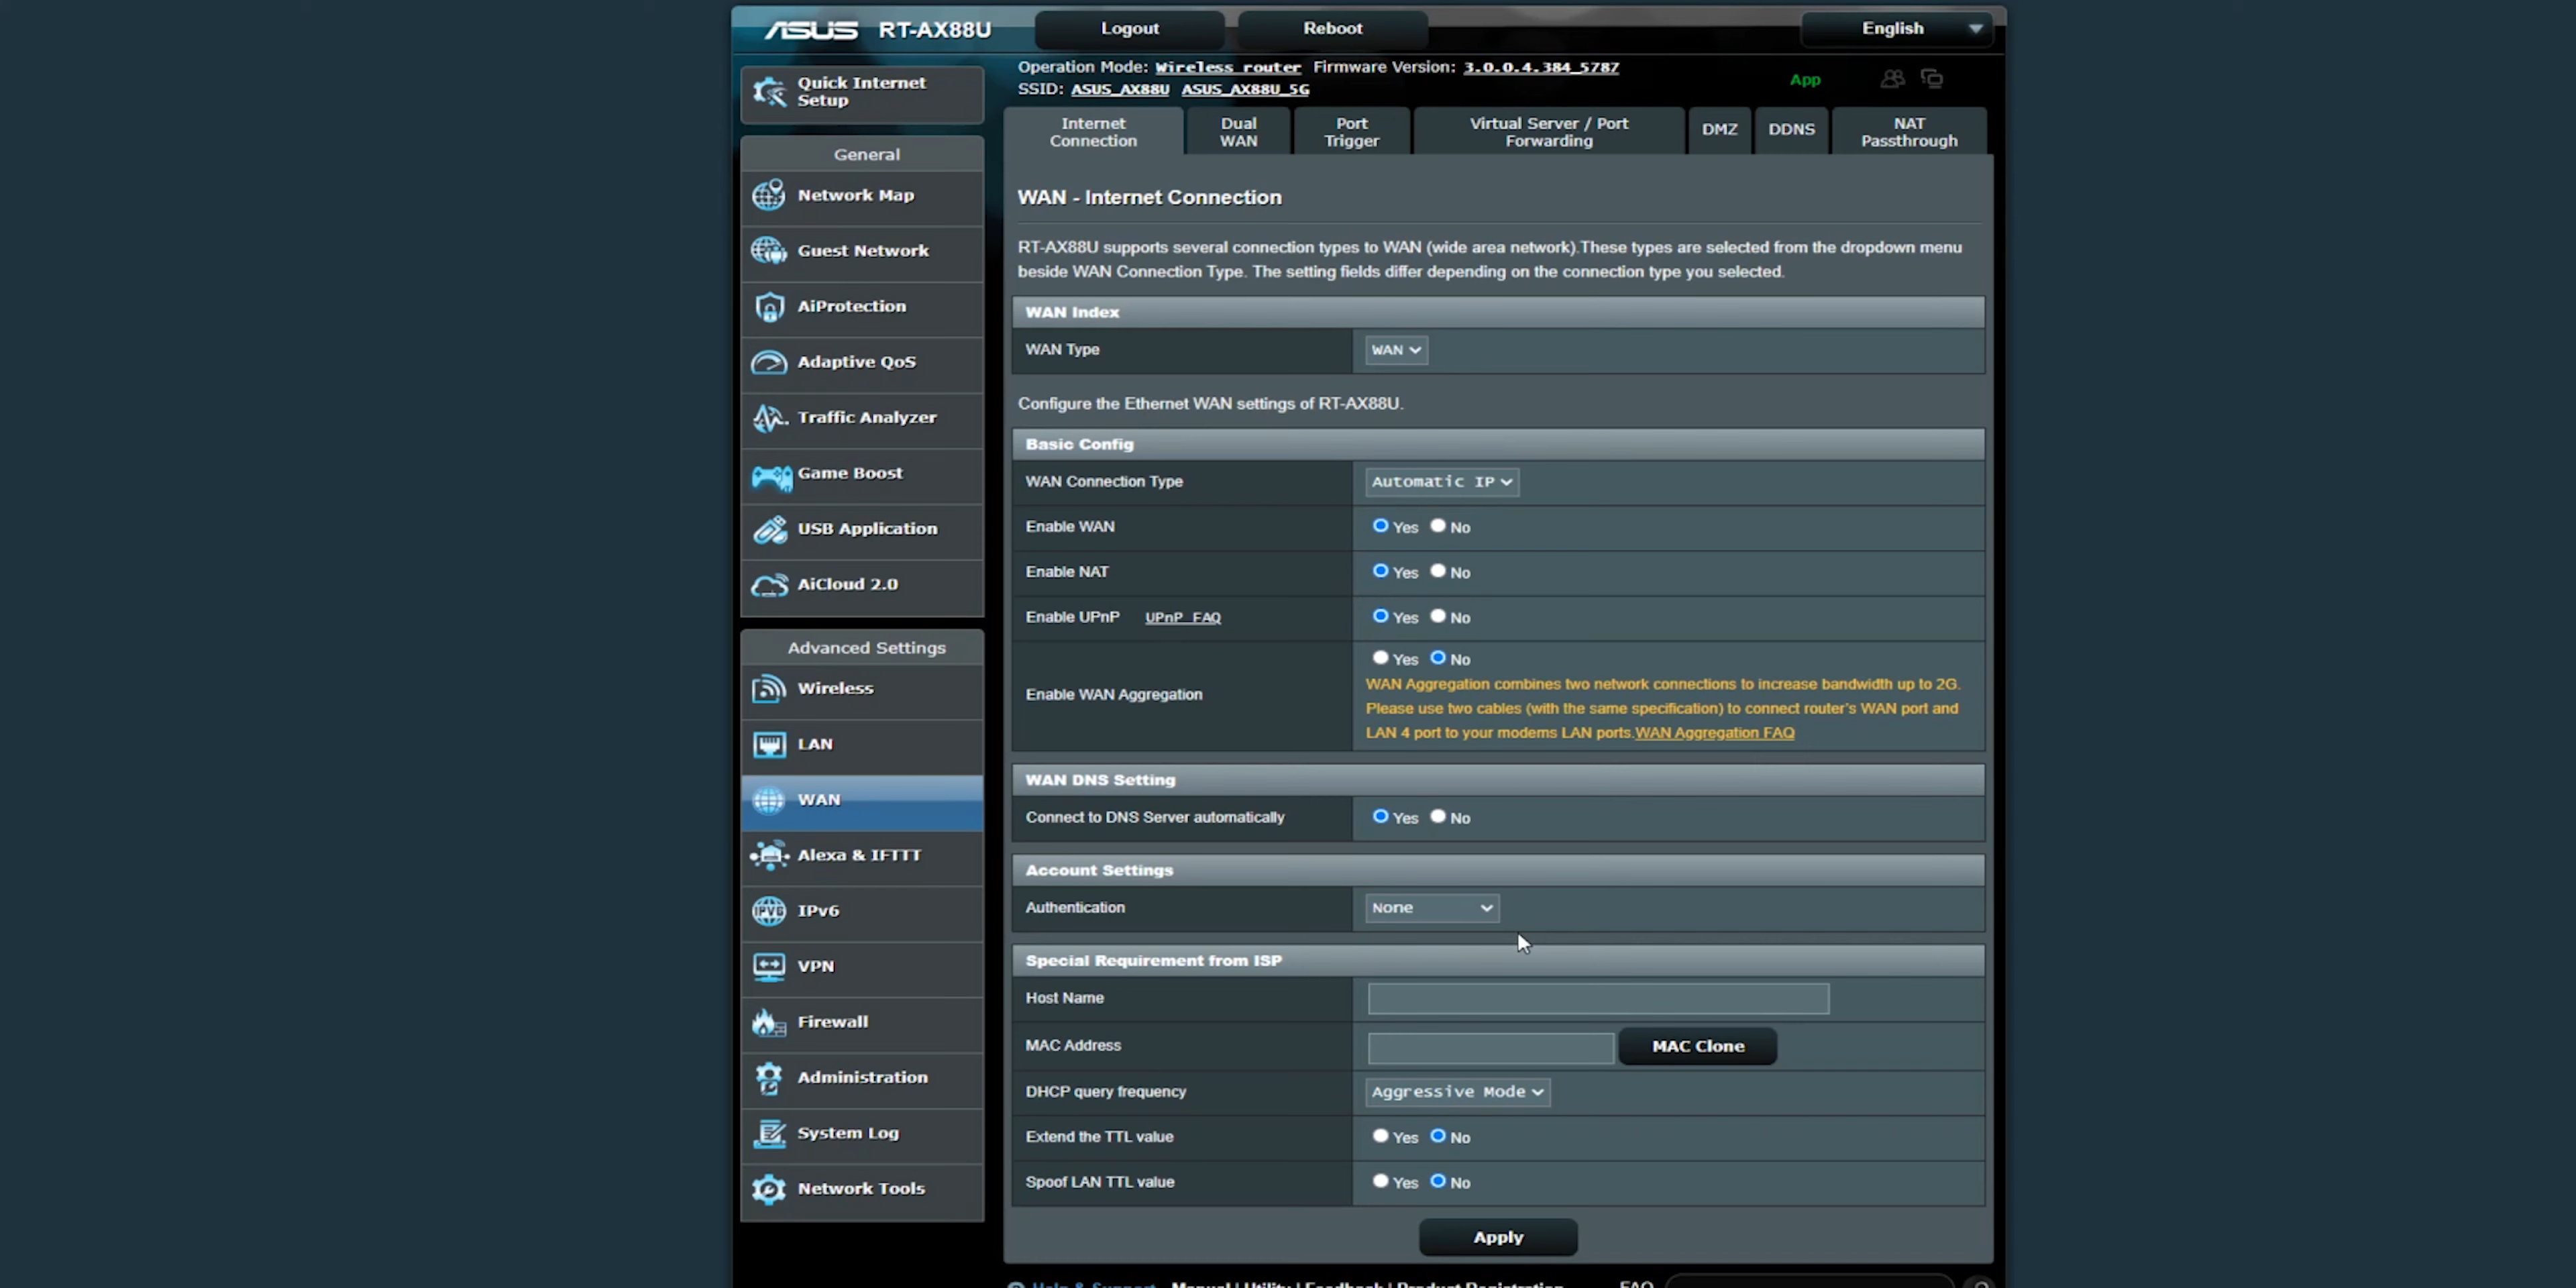 ASUS RT-AX88U Logout Reboot English
Operation Mode: Wireless router Firmware Version: 3.0.0.4.384_5787
SSID: ASUS_AX88U ASUS_AX88U_5G
App
Quick Internet
Setup
General
Network Map
Guest Network
AiProtection
Adaptive QoS
Traffic Analyzer
Game Boost
USB Application
AiCloud 2.0
Advanced Settings
Wireless
LAN
WAN
Alexa & IFTTT
IPv6
VPN
Firewall
Administration
System Log
Network Tools
Internet
Connection
Dual
WAN
Port
Trigger
Virtual Server / Port
Forwarding
DMZ
DDNS
NAT
Passthrough
WAN - Internet Connection
RT-AX88U supports several connection types to WAN (wide area network).These types are selected from the dropdown menu
beside WAN Connection Type. The setting fields differ depending on the connection type you selected.
WAN Index
WAN Type WAN
Configure the Ethernet WAN settings of RT-AX88U.
Basic Config
WAN Connection Type Automatic IP
Enable WAN Yes No
Enable NAT Yes No
Enable UPnP UPnP FAQ Yes No
Enable WAN Aggregation Yes No
WAN Aggregation combines two network connections to increase bandwidth up to 2G.
Please use two cables (with the same specification) to connect router's WAN port and
LAN 4 port to your modems LAN ports.WAN Aggregation FAQ
WAN DNS Setting
Connect to DNS Server automatically Yes No
Account Settings
Authentication None
Special Requirement from ISP
Host Name
MAC Address MAC Clone
DHCP query frequency Aggressive Mode
Extend the TTL value Yes No
Spoof LAN TTL value Yes No
Apply
Help & Support Manual | Utility | Feedback | Product Registration FAQ